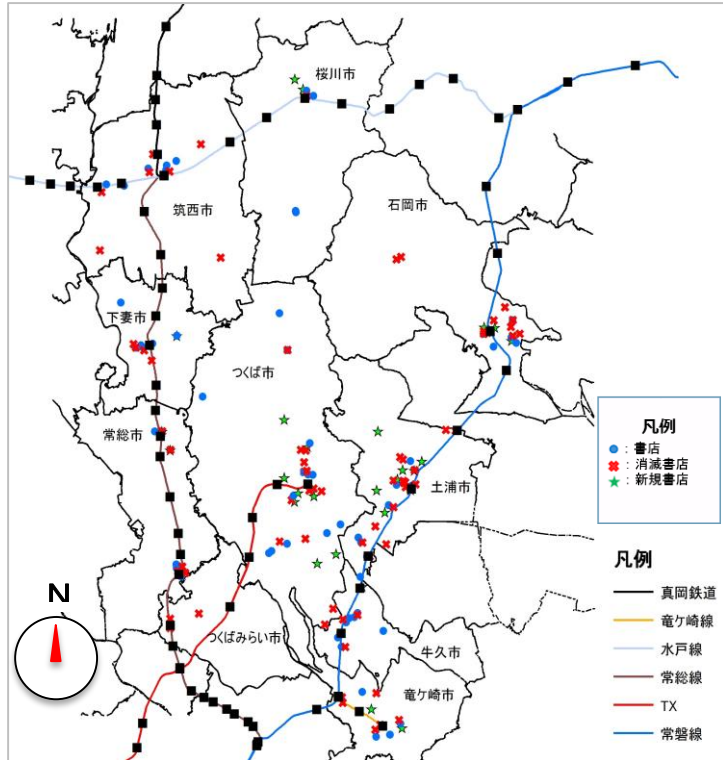 桜川市
石岡市
筑西市
下妻市
つくば市
常総市
土浦市
凡例
：書店
：消滅書店
：新規書店
凡例
N
真岡鉄道
竜ケ崎線
水戸線
つくばみらい市
常総線
牛久市
TX
竜ケ崎市
常磐線